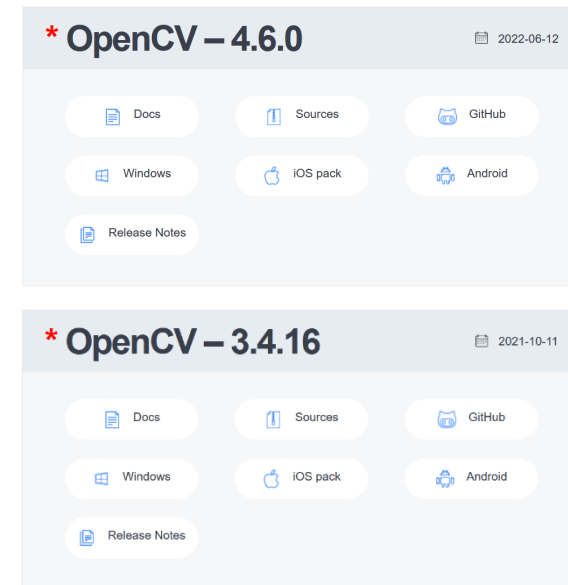 * OpenCV – 4.6.0 2022-06-12
Docs Sources GitHub
Windows iOS pack Android
Release Notes
* OpenCV – 3.4.16 2021-10-11
Docs Sources GitHub
Windows iOS pack Android
Release Notes